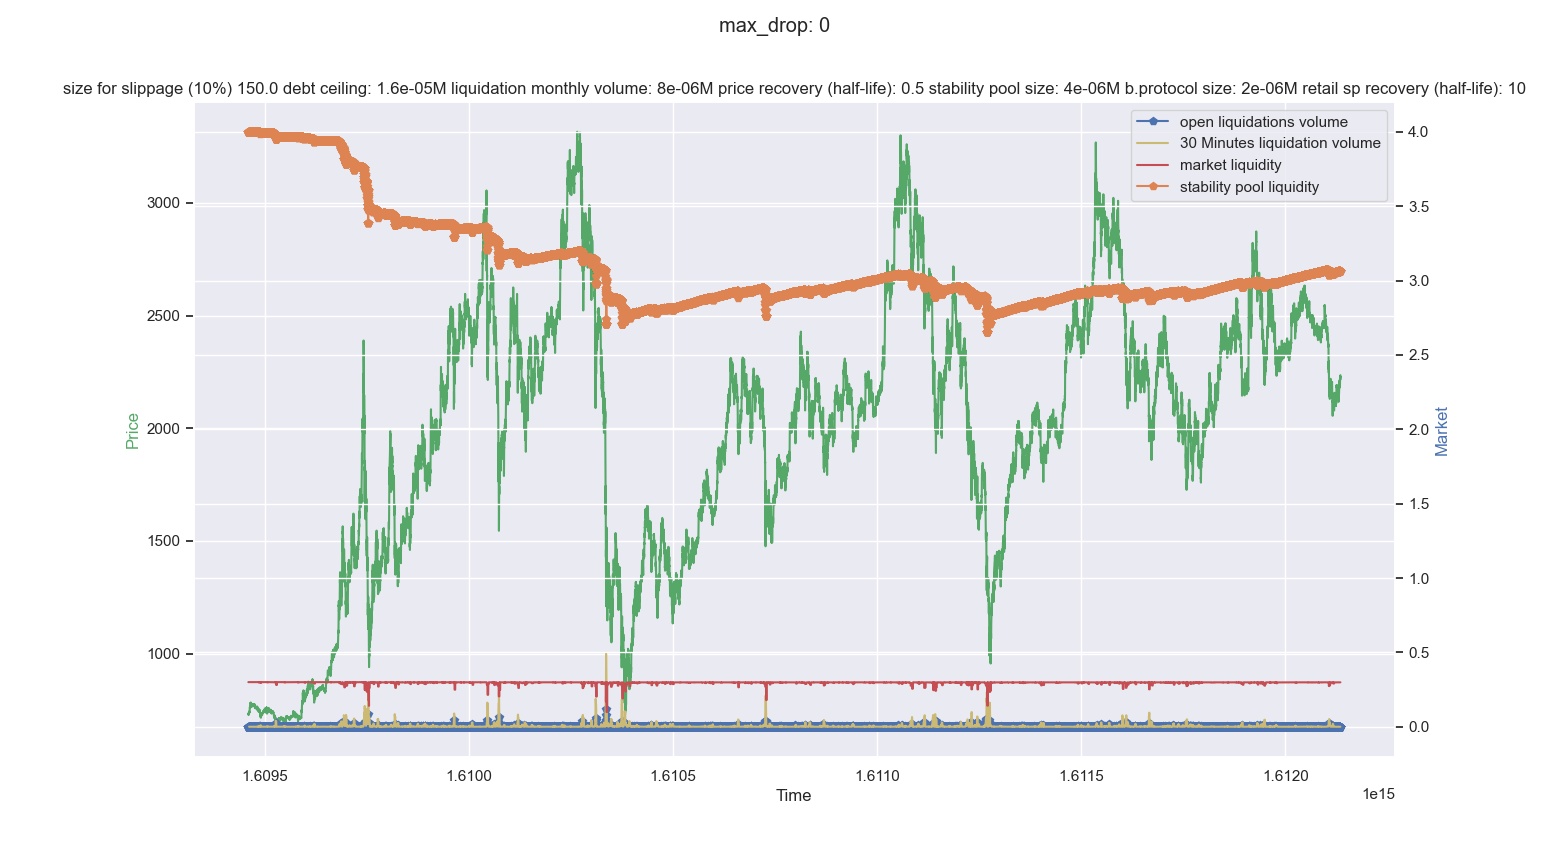 max_drop: 0
size for slippage (10%) 150.0 debt ceiling: 1.6e-05M liquidation monthly volume: 8e-06M price recovery (half-life): 0.5 stability pool size: 4e-06M b.protocol size: 2e-06M retail sp recovery (half-life): 10
open liquidations volume
30 Minutes liquidation volume
market liquidity
stability pool liquidity
3000
2500
2000
1500
1000
Price
4.0
3.5
3.0
2.5
2.0
1.5
1.0
0.5
0.0
Market
1.6095 1.6100 1.6105 1.6110 1.6115 1.6120
1e15
Time